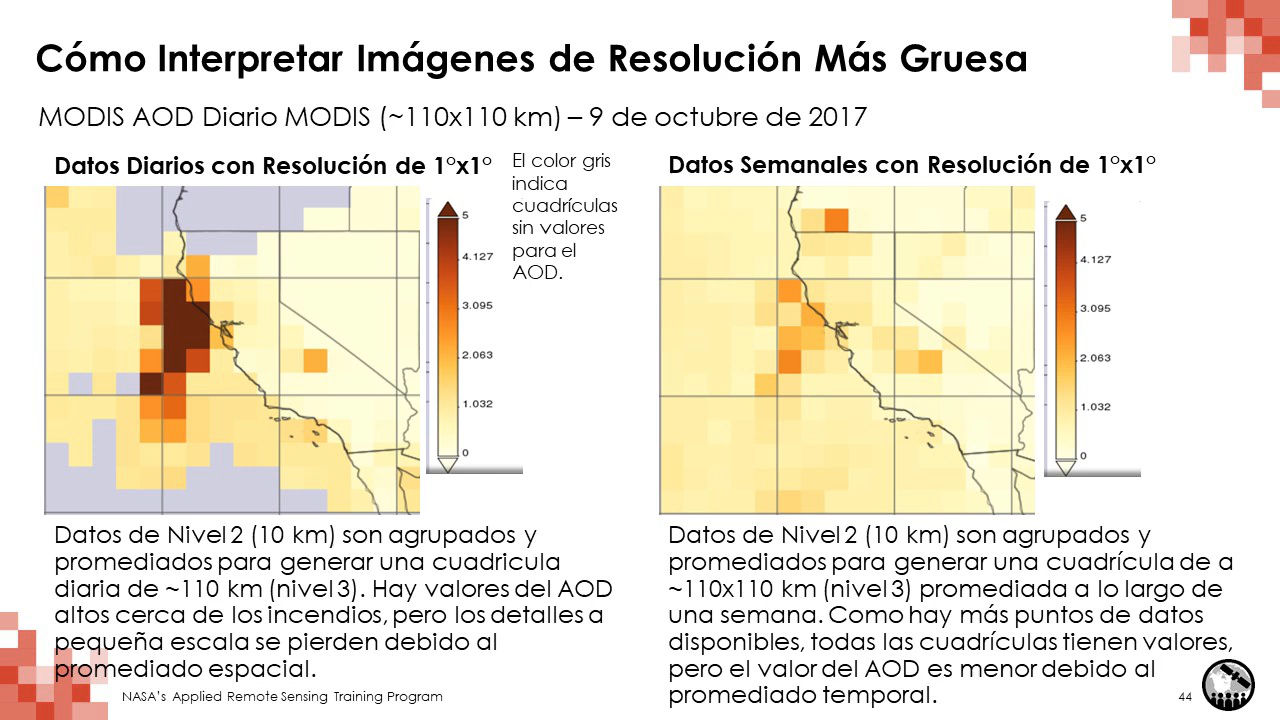 Cómo Interpretar Imágenes de Resolución Más Gruesa
MODIS AOD Diario MODIS (~110x110 km) – 9 de octubre de 2017
Datos Diarios con Resolución de 1°x1°
El color gris
indica
cuadrículas
sin valores
para el
AOD.
5
4.127
3.095
2.063
1.032
0
Datos de Nivel 2 (10 km) son agrupados y
promediados para generar una cuadricula
diaria de ~110 km (nivel 3). Hay valores del AOD
altos cerca de los incendios, pero los detalles a
pequeña escala se pierden debido al
promediado espacial.
Datos Semanales con Resolución de 1°x1°
5
4.127
3.095
2.063
1.032
0
Datos de Nivel 2 (10 km) son agrupados y
promediados para generar una cuadrícula de a
~110x110 km (nivel 3) promediada a lo largo de
una semana. Como hay más puntos de datos
disponibles, todas las cuadrículas tienen valores,
pero el valor del AOD es menor debido al
promediado temporal.
NASA's Applied Remote Sensing Training Program
44